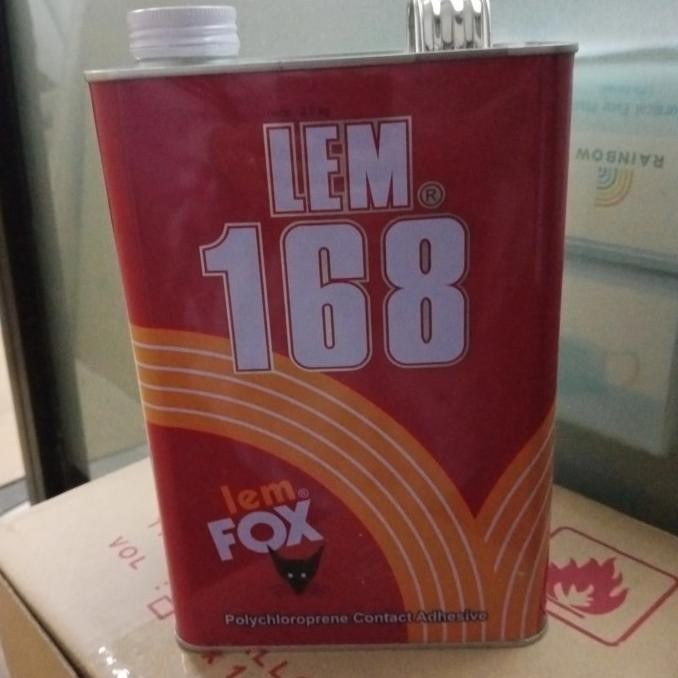 LEM ®
168
lem ®
FOX
Polychloroprene Contact Adhesive
RAINBOW
VOL